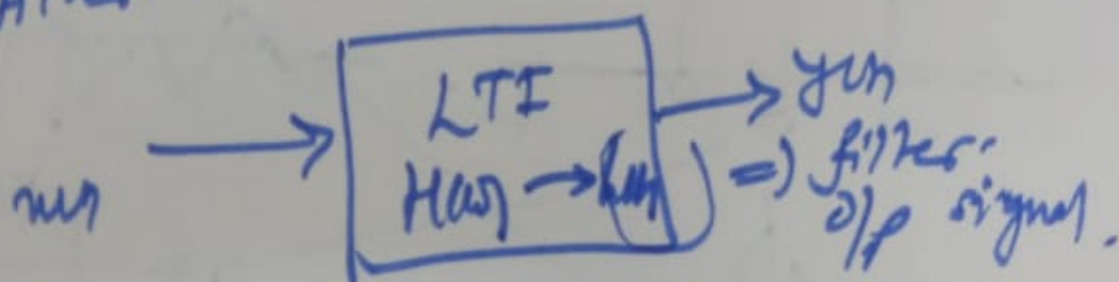 LTI
y(n)
H(ω) → h(n) => filter.
x(n) o/p signal.